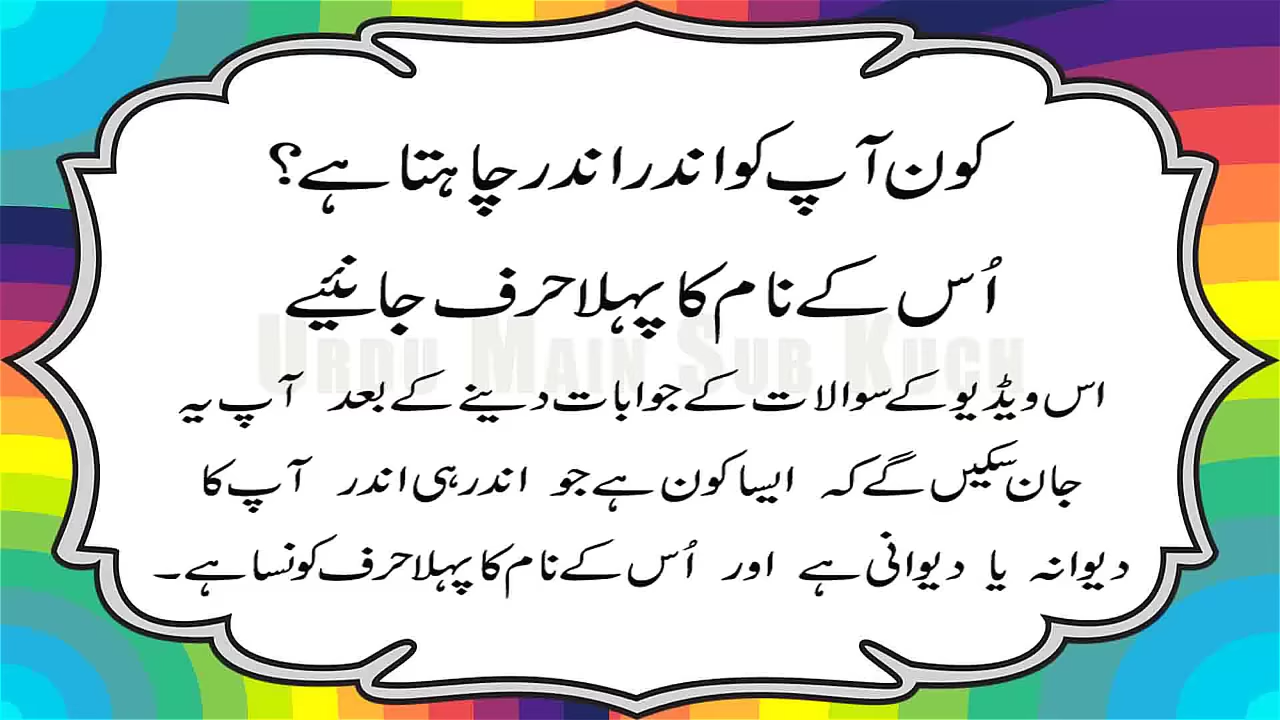 کون آپ کو اندر اندر چاہتا ہے؟
اُس کے نام کا پہلا حرف جانئیے
URDU MAIN SUB KUCH
اس ویڈیو کے سوالات کے جوابات دینے کے بعد آپ یہ
جان سکیں گے کہ ایسا کون ہے جو اندر ہی اندر آپ کا
دیوانہ یا دیوانی ہے اور اُس کے نام کا پہلا حرف کونسا ہے۔